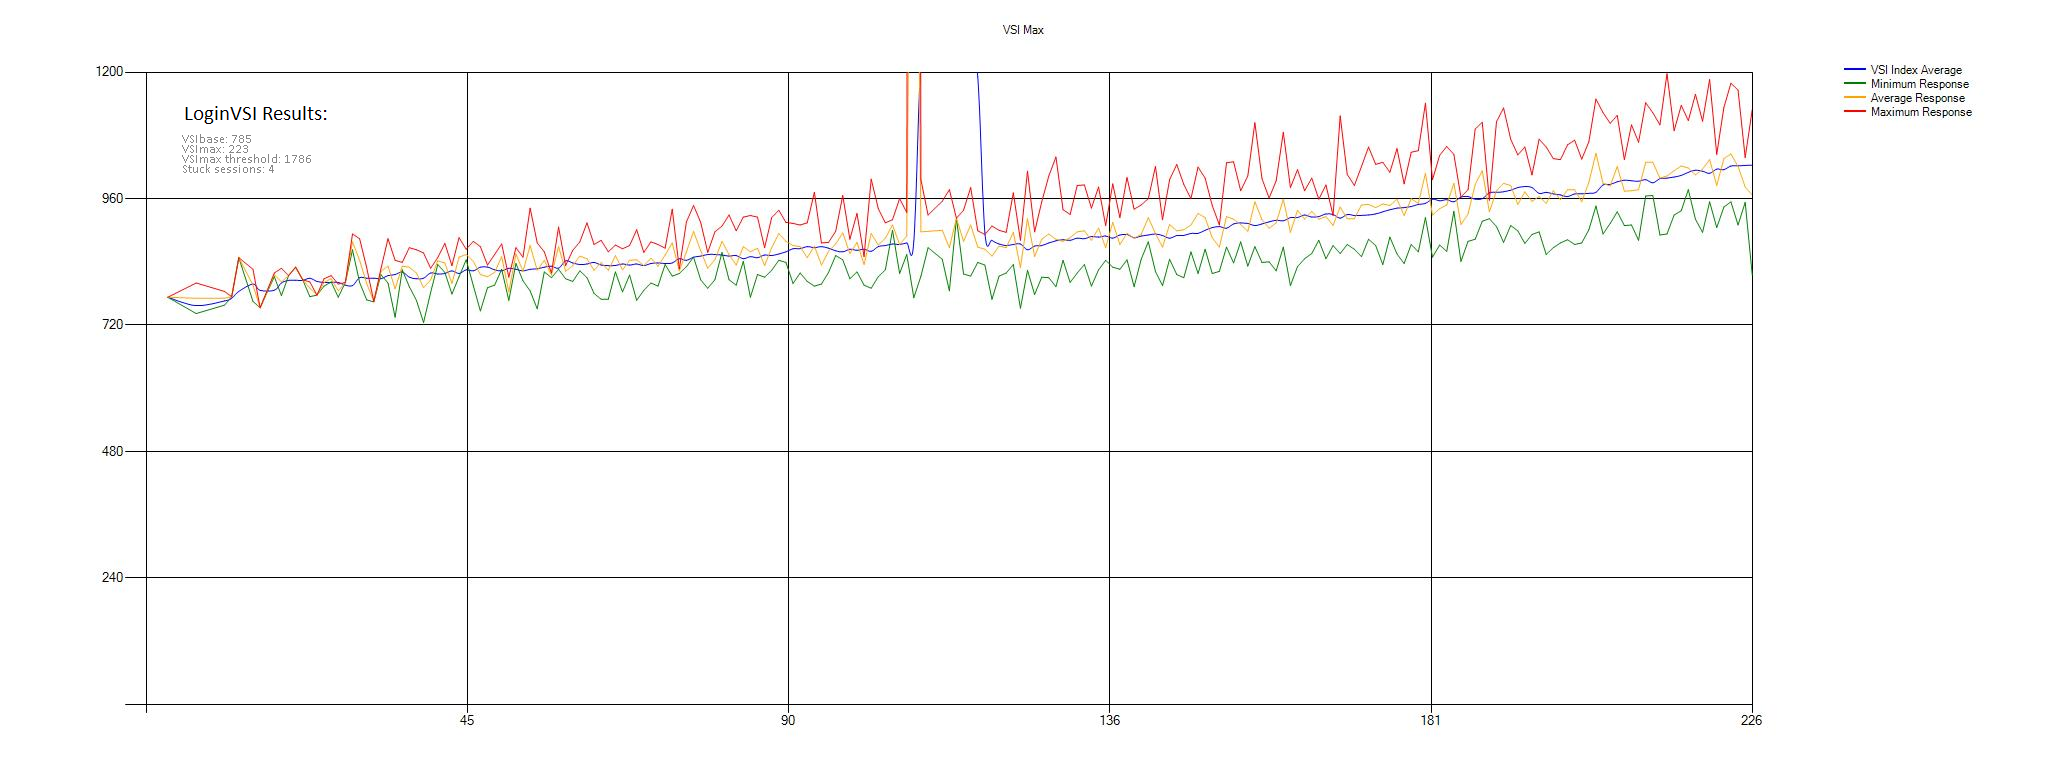 VSI Max
1200
960
720
480
240
45
90
136
181
226
LoginVSI Results:
VSIbase: 785
VSImax: 223
VSImax threshold: 1786
Stuck sessions: 4
VSI Index Average
Minimum Response
Average Response
Maximum Response